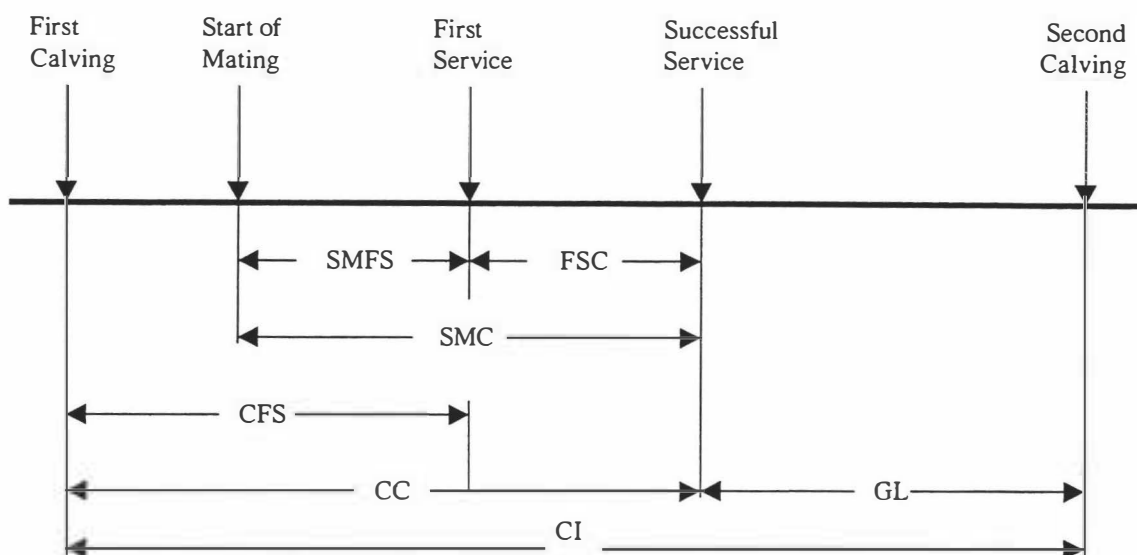 First
Calving
Start of
Mating
First
Service
Successful
Service
Second
Calving
SMFS
FSC
SMC
CFS
CC
GL
CI